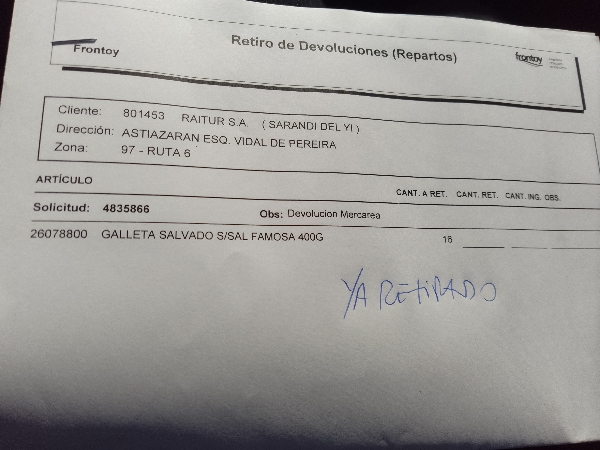 Frontoy
Retiro de Devoluciones (Repartos)
frontoy
Cliente: 801453 RAITUR S.A. ( SARANDI DEL YI )
Dirección: ASTIAZARAN ESQ. VIDAL DE PEREIRA
Zona: 97 - RUTA 6
ARTÍCULO CANT. A RET. CANT. RET. CANT. ING. OBS.
Solicitud: 4835866 Obs: Devolucion Mercarea
26078800 GALLETA SALVADO S/SAL FAMOSA 400G 18
YA RETIRADO